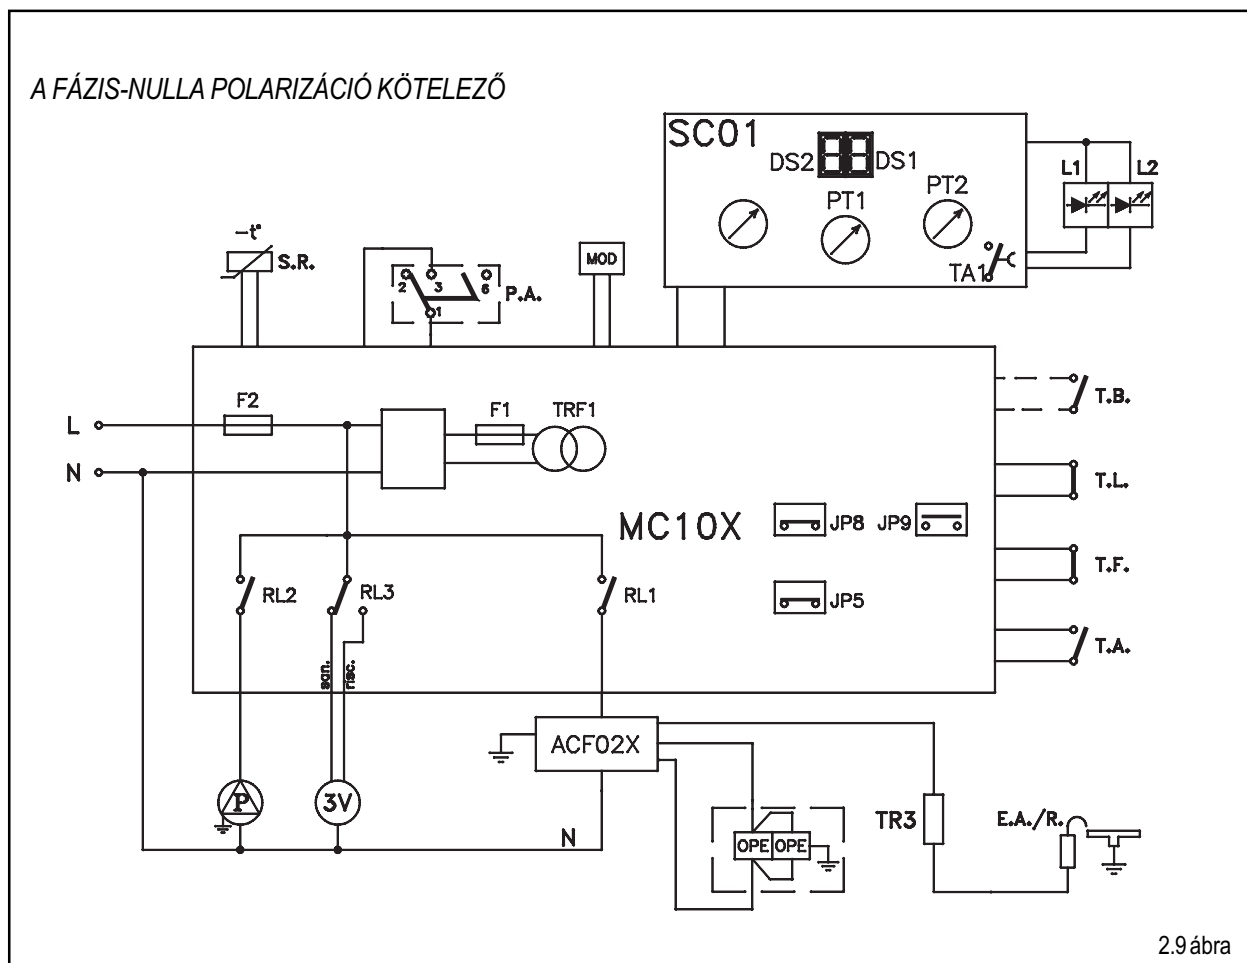 A FÁZIS-NULLA POLARIZÁCIÓ KÖTELEZŐ
SC01
DS2
DS1
PT1
PT2
TA1
L1
L2
-t°
S.R.
2
3
6
1
P.A.
MOD
T.B.
T.L.
T.F.
T.A.
L
N
F2
F1
TRF1
MC10X
JP8
JP9
JP5
RL2
RL3
RL1
san.
risc.
ACF02X
P
3V
N
OPE
OPE
TR3
E.A./R.
2.9 ábra